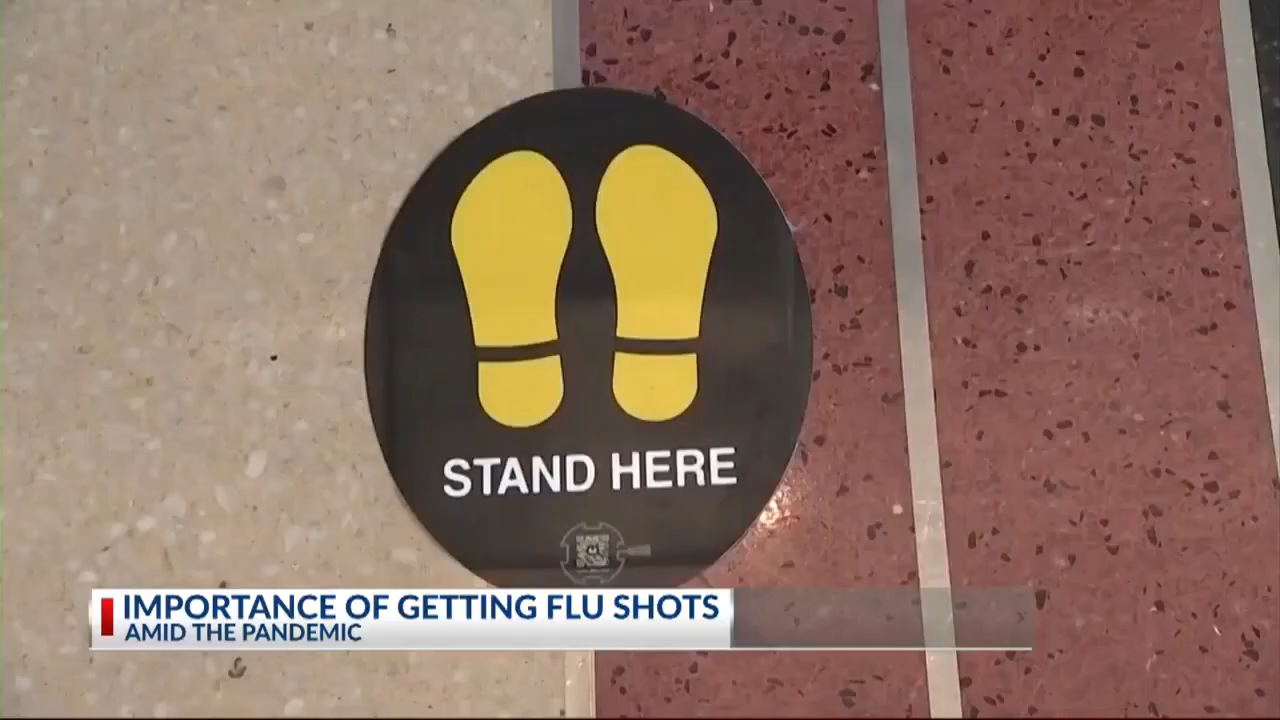 STAND HERE
IMPORTANCE OF GETTING FLU SHOTS
AMID THE PANDEMIC